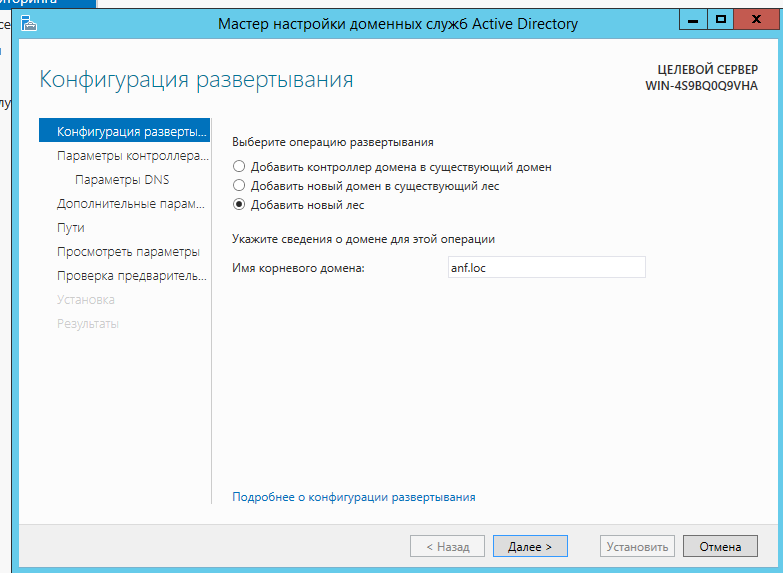 Мастер настройки доменных служб Active Directory
Конфигурация развертывания
ЦЕЛЕВОЙ СЕРВЕР
WIN-4S9BQ0Q9VHA
Конфигурация разверты...
Параметры контроллера...
Параметры DNS
Дополнительные парам...
Пути
Просмотреть параметры
Проверка предваритель...
Установка
Результаты
Выберите операцию развертывания
Добавить контроллер домена в существующий домен
Добавить новый домен в существующий лес
Добавить новый лес
Укажите сведения о домене для этой операции
Имя корневого домена: anf.loc
Подробнее о конфигурации развертывания
< Назад Далее > Установить Отмена